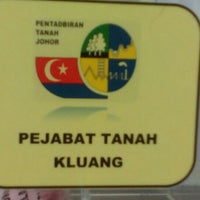 PENTADBIRAN
TANAH
JOHOR
PEJABAT TANAH
KLUANG